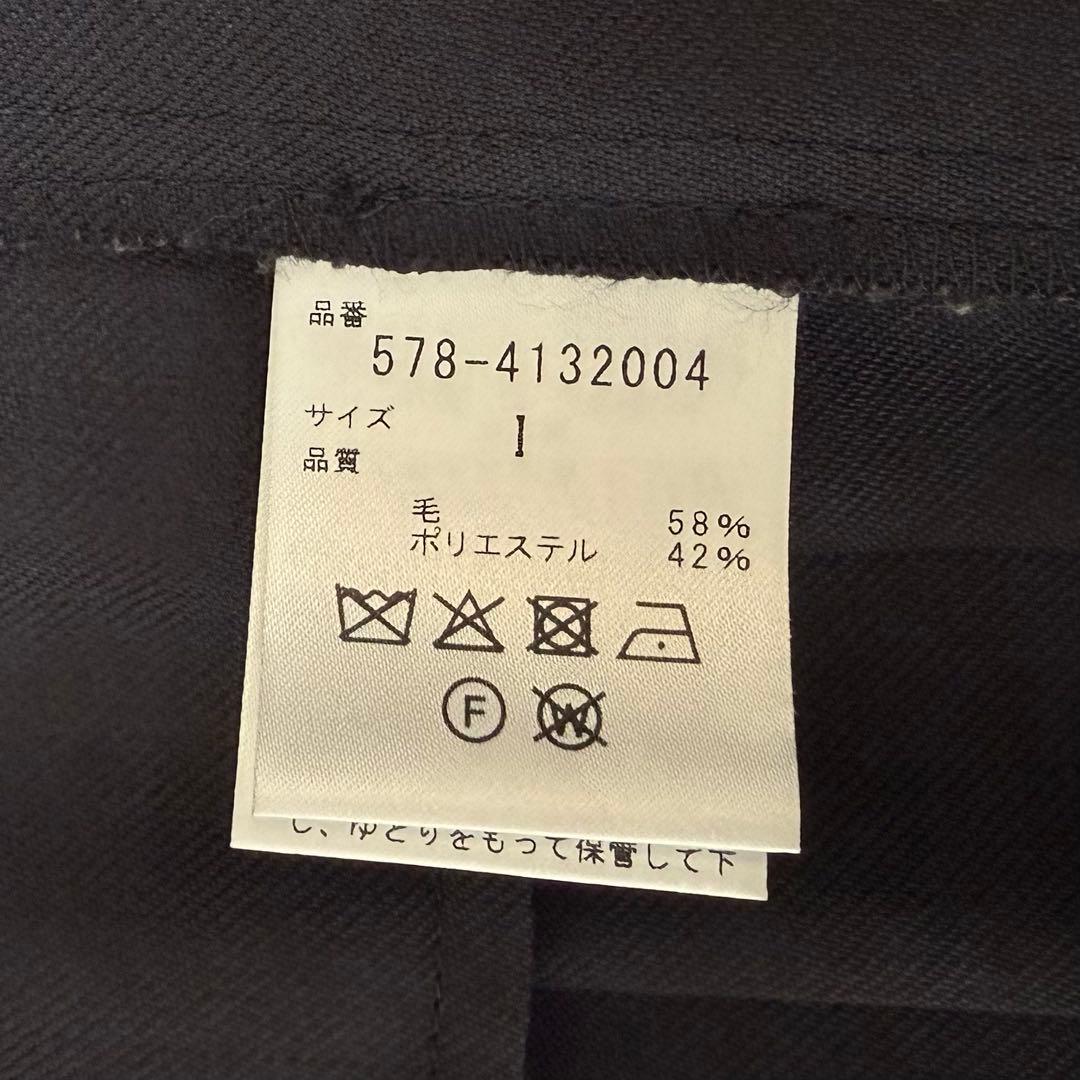 品番
578-4132004
サイズ 1
品質
毛 58%
ポリエステル 42%
F W
し、ゆとりをもって保管して下